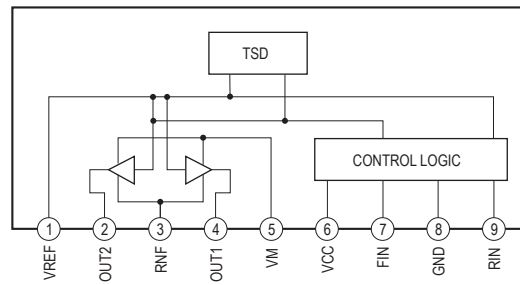 TSD
CONTROL LOGIC
1 2 3 4 5 6 7 8 9
VREF OUT2 RNF OUT1 VM VCC FIN GND RIN